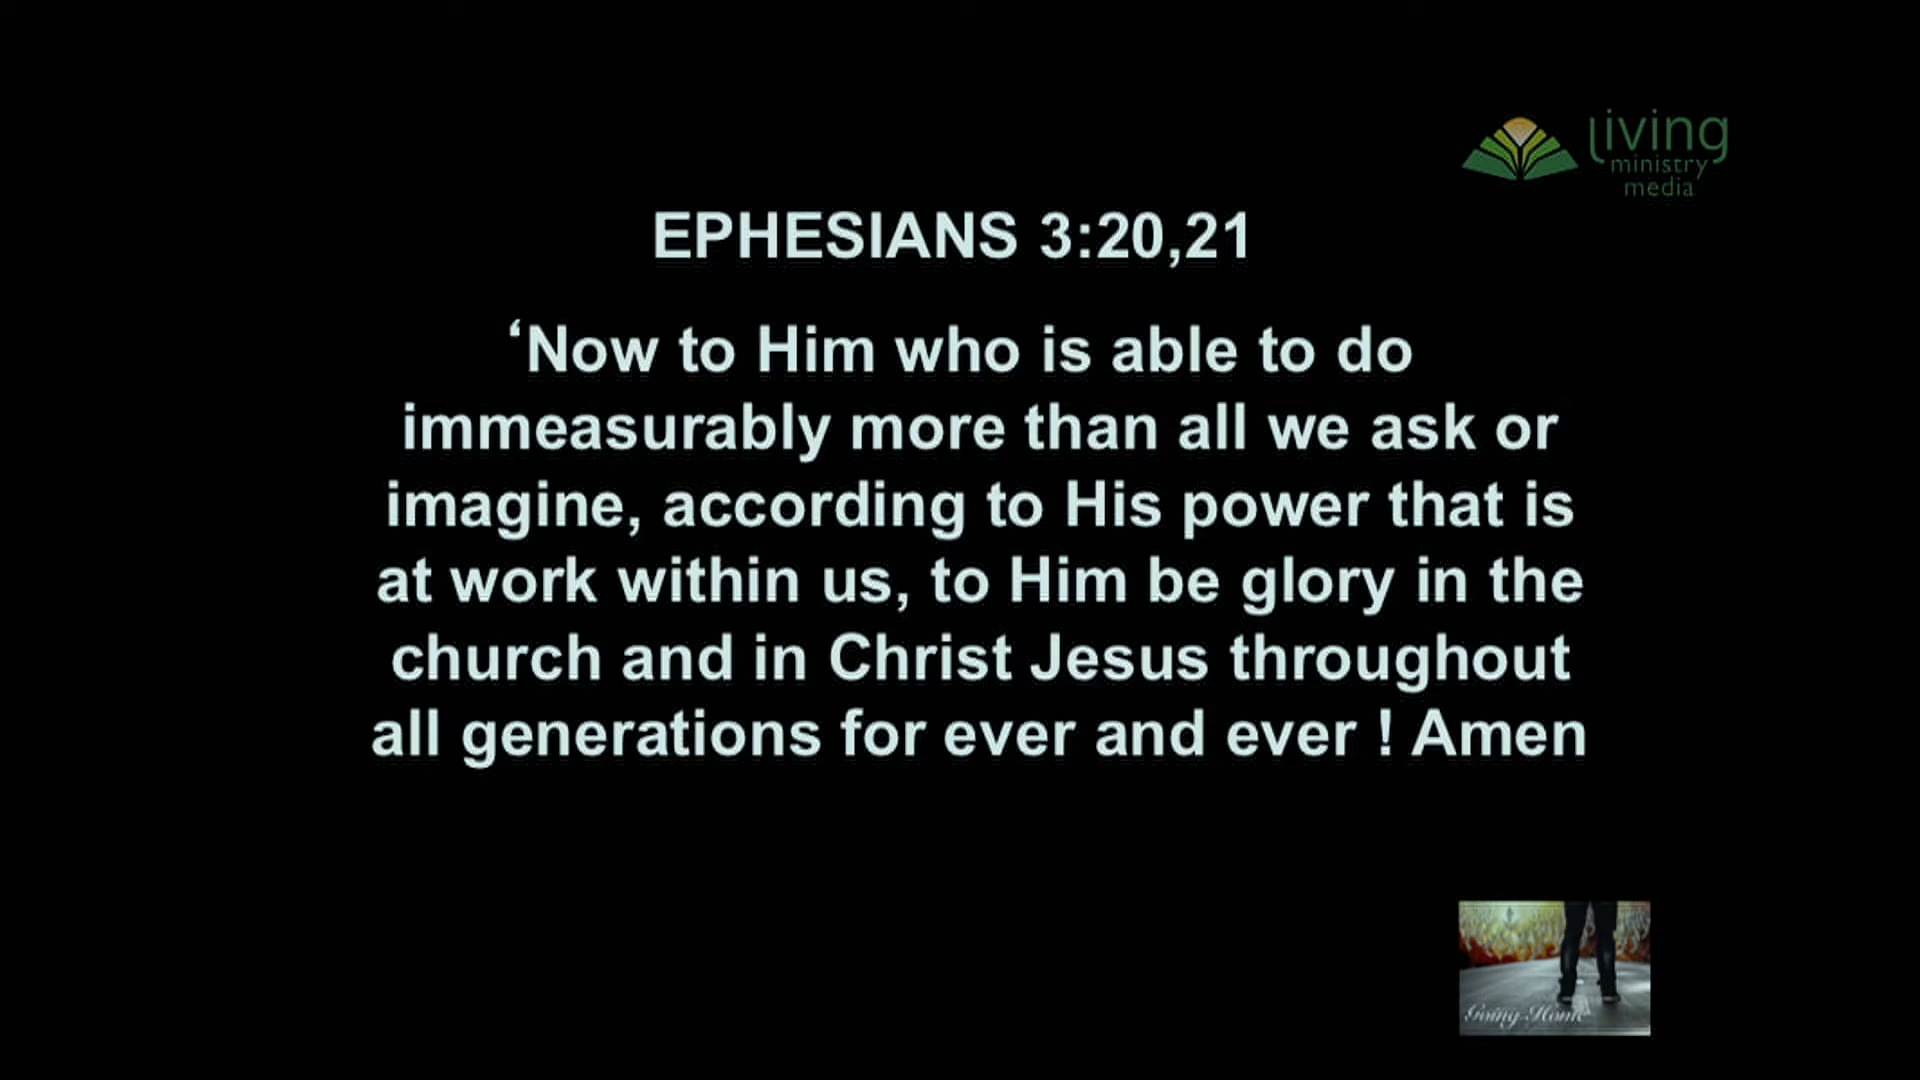 Living
ministry
media
EPHESIANS 3:20,21
‘Now to Him who is able to do
immeasurably more than all we ask or
imagine, according to His power that is
at work within us, to Him be glory in the
church and in Christ Jesus throughout
all generations for ever and ever ! Amen
Going Home